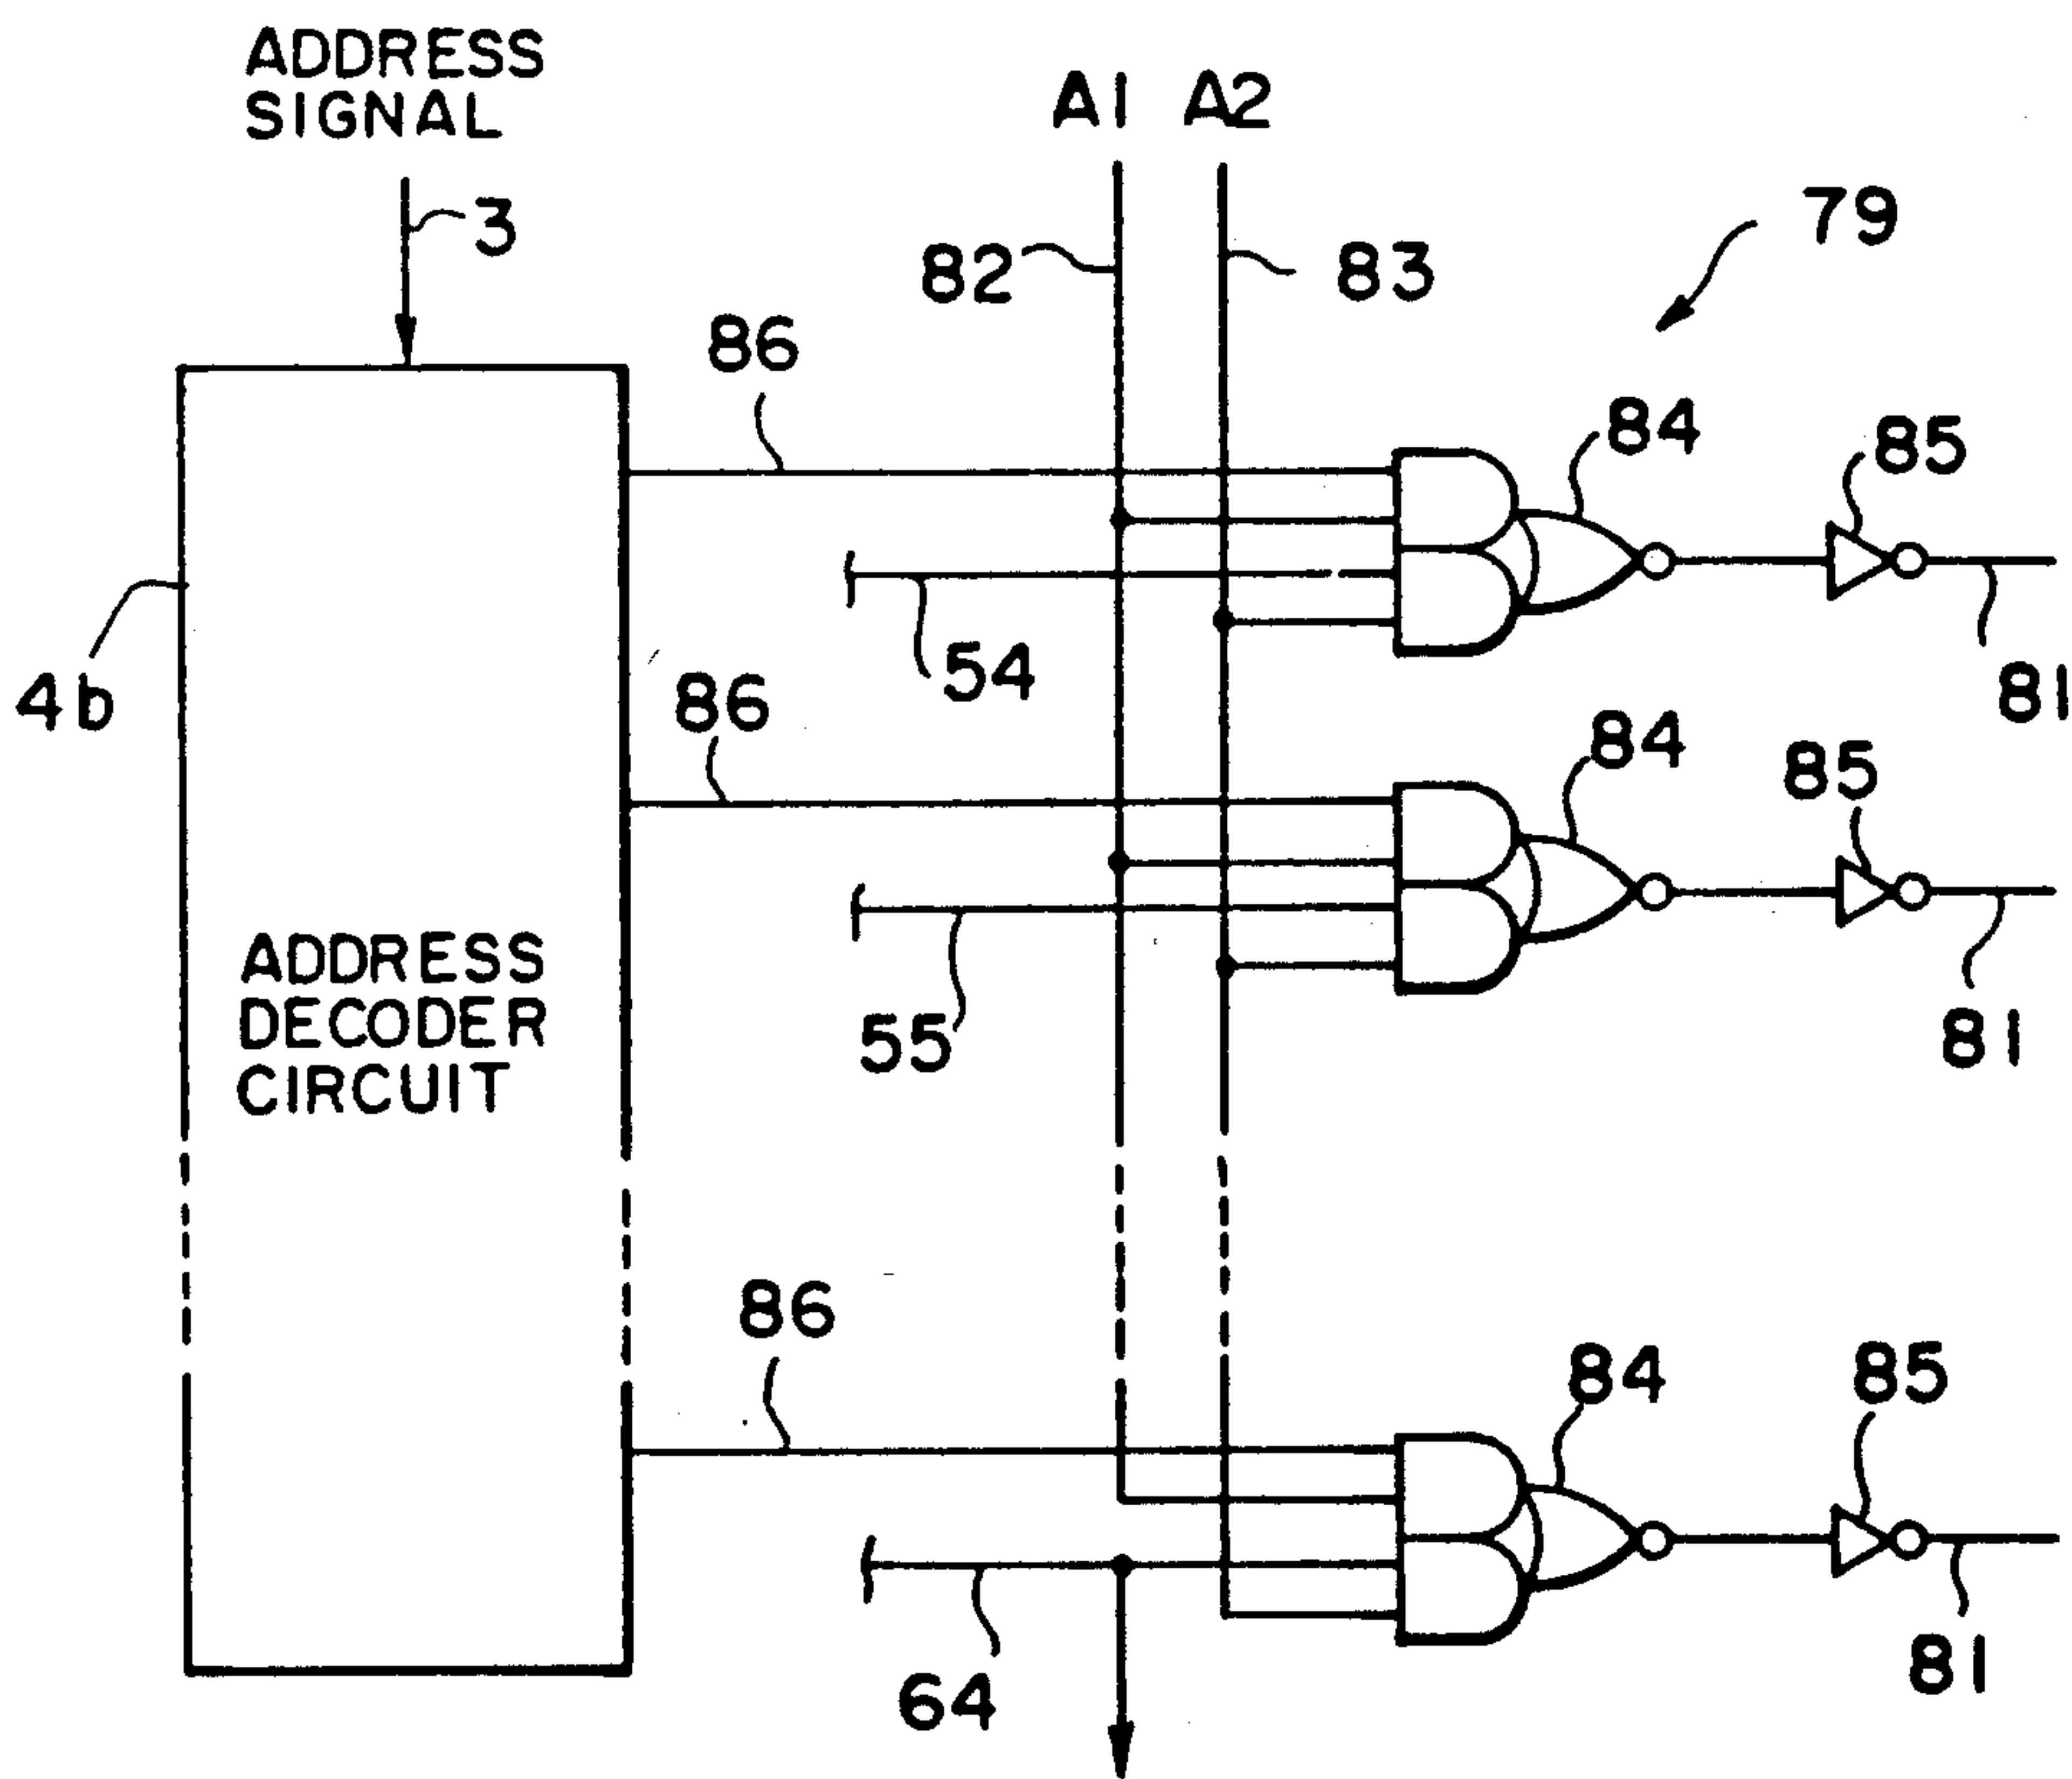 ADDRESS
SIGNAL
A1 A2
3
82
83
79
86
84
85
4b
54
81
86
84
85
55
81
ADDRESS
DECODER
CIRCUIT
86
84
85
64
81